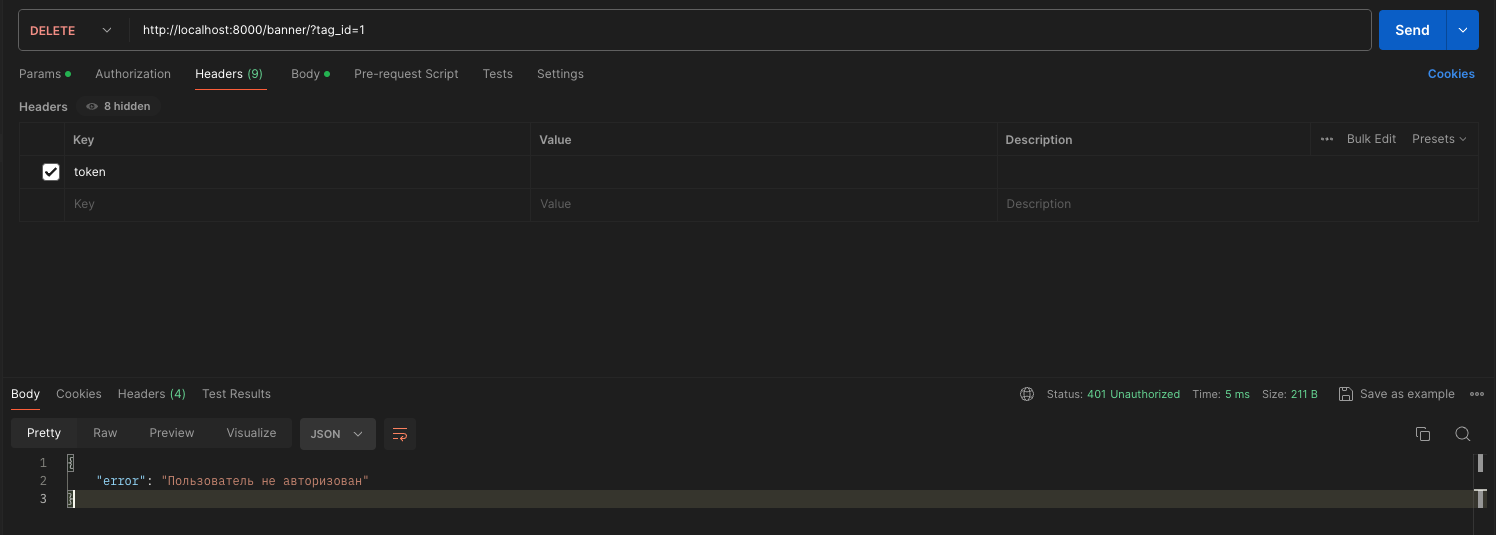 DELETE http://localhost:8000/banner/?tag_id=1 Send
Params Authorization Headers (9) Body Pre-request Script Tests Settings Cookies
Headers 8 hidden
Key Value Description ••• Bulk Edit Presets
token
Key Value Description
Body Cookies Headers (4) Test Results Status: 401 Unauthorized Time: 5 ms Size: 211 B Save as example •••
Pretty Raw Preview Visualize JSON
1 {
2 "error": "Пользователь не авторизован"
3 }